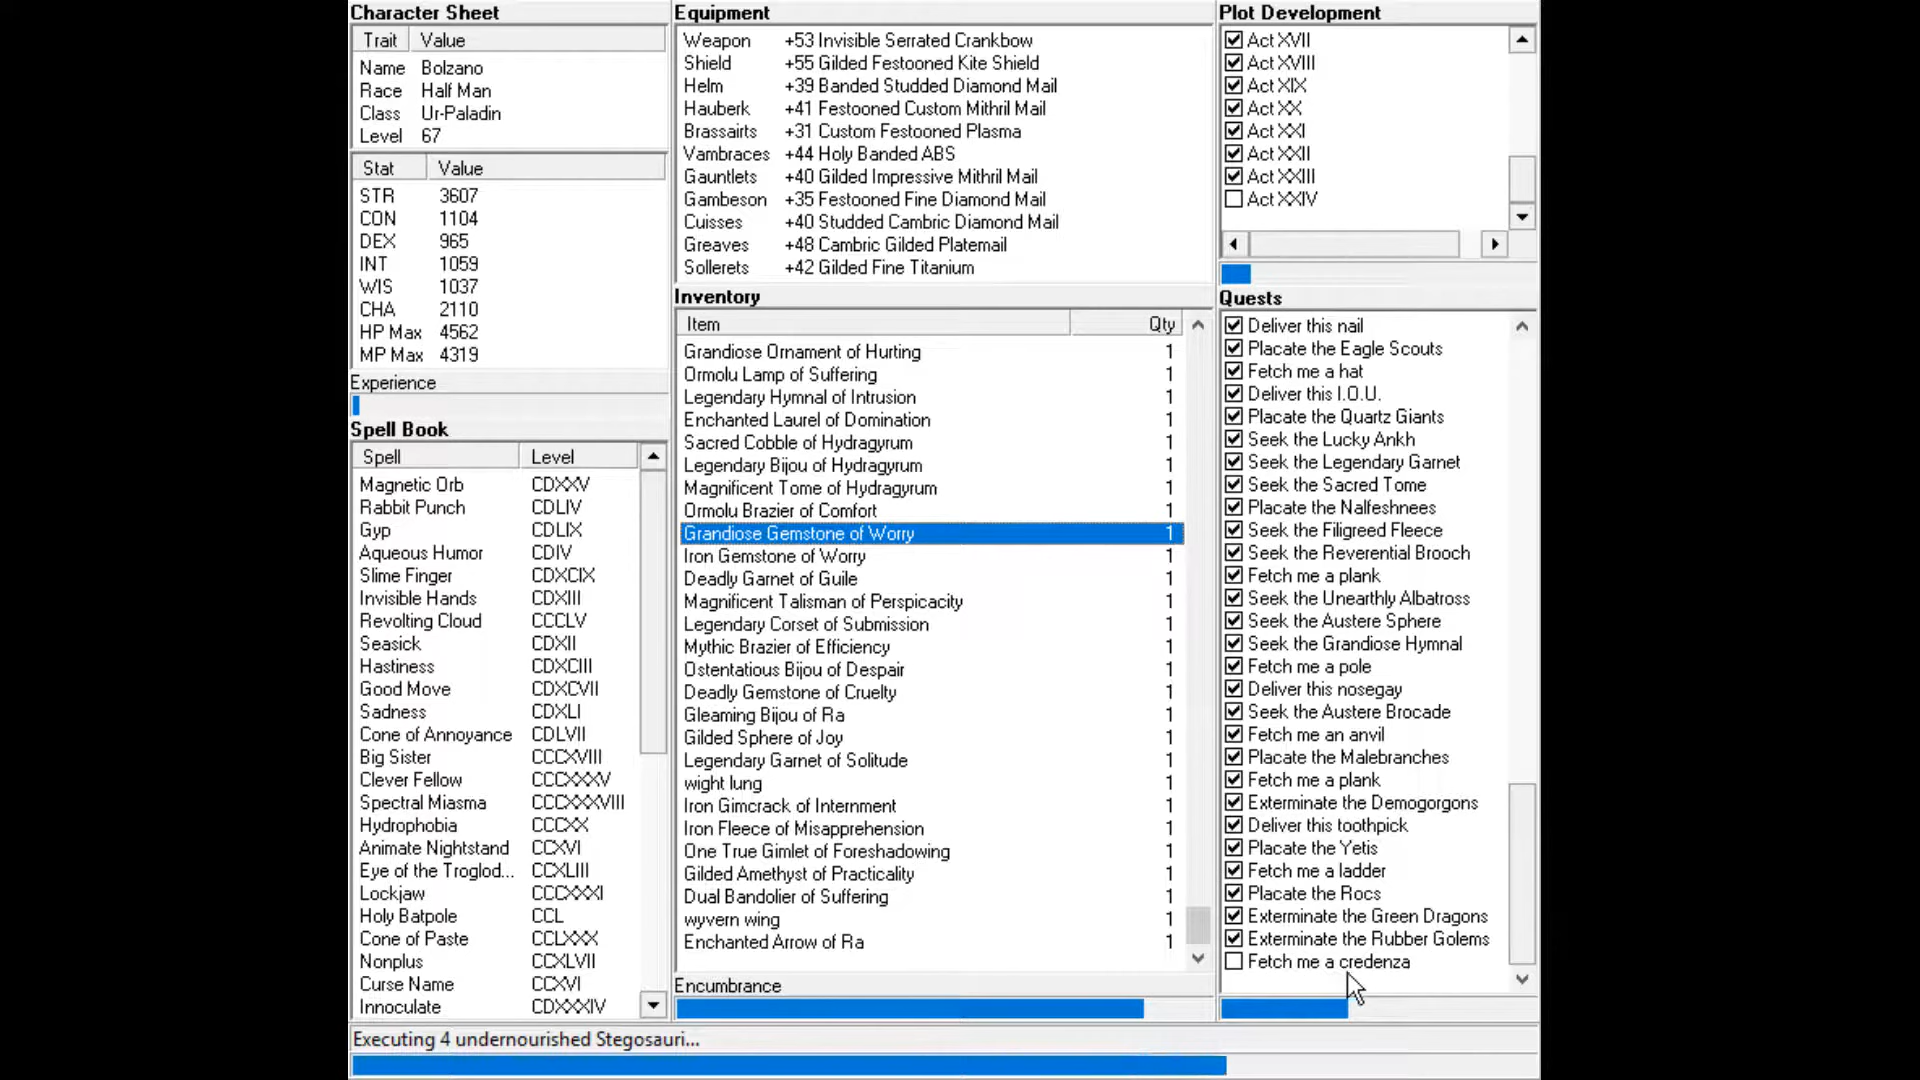 Character Sheet
Trait Value
Name Bolzano
Race Half Man
Class Ur-Paladin
Level 67
Stat Value
STR 3607
CON 1104
DEX 965
INT 1059
WIS 1037
CHA 2110
HP Max 4562
MP Max 4319
Experience
Spell Book
Spell Level
Magnetic Orb CDXXV
Rabbit Punch CDLIV
Gyp CDLIX
Aqueous Humor CDIV
Slime Finger CDXCIX
Invisible Hands CDXIII
Revolting Cloud CCCLV
Seasick CDXII
Hastiness CDXCIII
Good Move CDXCVII
Sadness CDXLI
Cone of Annoyance CDLVII
Big Sister CCCXVIII
Clever Fellow CCCXXXV
Spectral Miasma CCCXXXVIII
Hydrophobia CCCXX
Animate Nightstand CCXVI
Eye of the Troglod... CCXLIII
Lockjaw CCCXXXI
Holy Batpole CCL
Cone of Paste CCLXXX
Nonplus CCXLVII
Curse Name CCXVI
Innoculate CDXXXIV
Equipment
Weapon +53 Invisible Serrated Crankbow
Shield +55 Gilded Festooned Kite Shield
Helm +39 Banded Studded Diamond Mail
Hauberk +41 Festooned Custom Mithril Mail
Brassairts +31 Custom Festooned Plasma
Vambraces +44 Holy Banded ABS
Gauntlets +40 Gilded Impressive Mithril Mail
Gambeson +35 Festooned Fine Diamond Mail
Cuisses +40 Studded Cambric Diamond Mail
Greaves +48 Cambric Gilded Platemail
Sollerets +42 Gilded Fine Titanium
Inventory
Item Qty
Grandiose Ornament of Hurting 1
Ormolu Lamp of Suffering 1
Legendary Hymnal of Intrusion 1
Enchanted Laurel of Domination 1
Sacred Cobble of Hydragyrum 1
Legendary Bijou of Hydragyrum 1
Magnificent Tome of Hydragyrum 1
Ormolu Brazier of Comfort 1
Grandiose Gemstone of Worry 1
Iron Gemstone of Worry 1
Deadly Garnet of Guile 1
Magnificent Talisman of Perspicacity 1
Legendary Corset of Submission 1
Mythic Brazier of Efficiency 1
Ostentatious Bijou of Despair 1
Deadly Gemstone of Cruelty 1
Gleaming Bijou of Ra 1
Gilded Sphere of Joy 1
Legendary Garnet of Solitude 1
wight lung 1
Iron Gimcrack of Internment 1
Iron Fleece of Misapprehension 1
One True Gimlet of Foreshadowing 1
Gilded Amethyst of Practicality 1
Dual Bandolier of Suffering 1
wyvern wing 1
Enchanted Arrow of Ra 1
Encumbrance
Plot Development
Act XVII
Act XVIII
Act XIX
Act XX
Act XXI
Act XXII
Act XXIII
Act XXIV
Quests
Deliver this nail
Placate the Eagle Scouts
Fetch me a hat
Deliver this I.O.U.
Placate the Quartz Giants
Seek the Lucky Ankh
Seek the Legendary Garnet
Seek the Sacred Tome
Placate the Nalfeshnees
Seek the Filigreed Fleece
Seek the Reverential Brooch
Fetch me a plank
Seek the Unearthly Albatross
Seek the Austere Sphere
Seek the Grandiose Hymnal
Fetch me a pole
Deliver this nosegay
Seek the Austere Brocade
Fetch me an anvil
Placate the Malebranches
Fetch me a plank
Exterminate the Demogorgons
Deliver this toothpick
Placate the Yetis
Fetch me a ladder
Placate the Rocs
Exterminate the Green Dragons
Exterminate the Rubber Golems
Fetch me a credenza
Executing 4 undernourished Stegosauri...